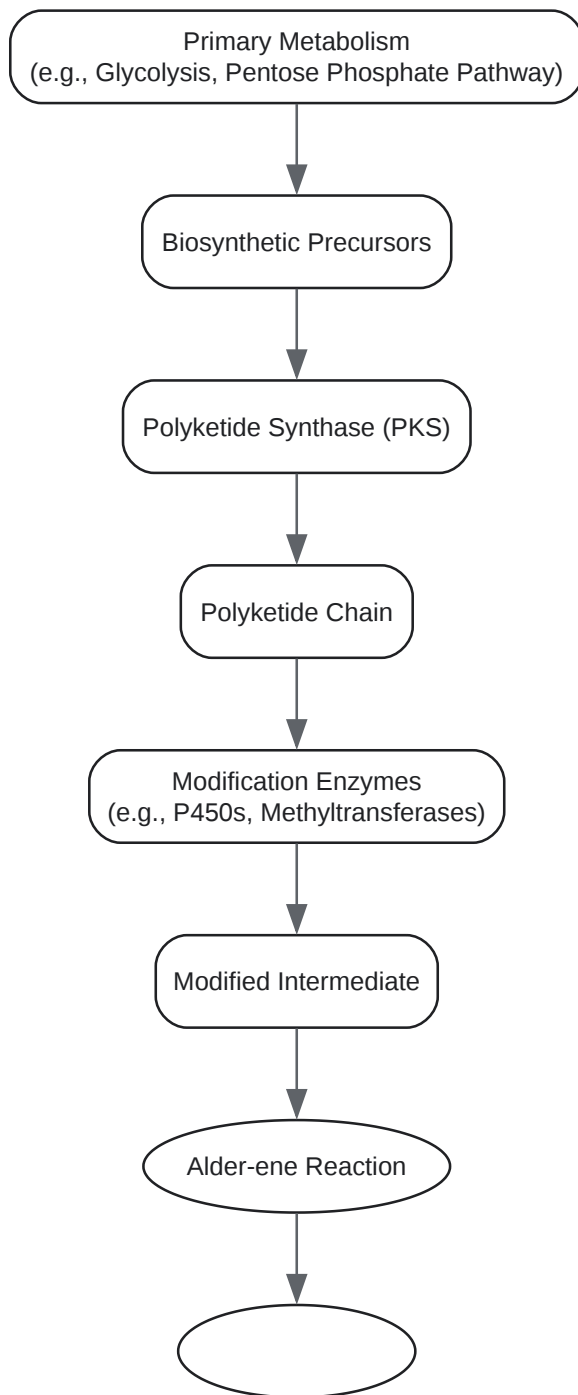 Primary Metabolism
(e.g., Glycolysis, Pentose Phosphate Pathway)
Biosynthetic Precursors
Polyketide Synthase (PKS)
Polyketide Chain
Modification Enzymes
(e.g., P450s, Methyltransferases)
Modified Intermediate
Alder-ene Reaction